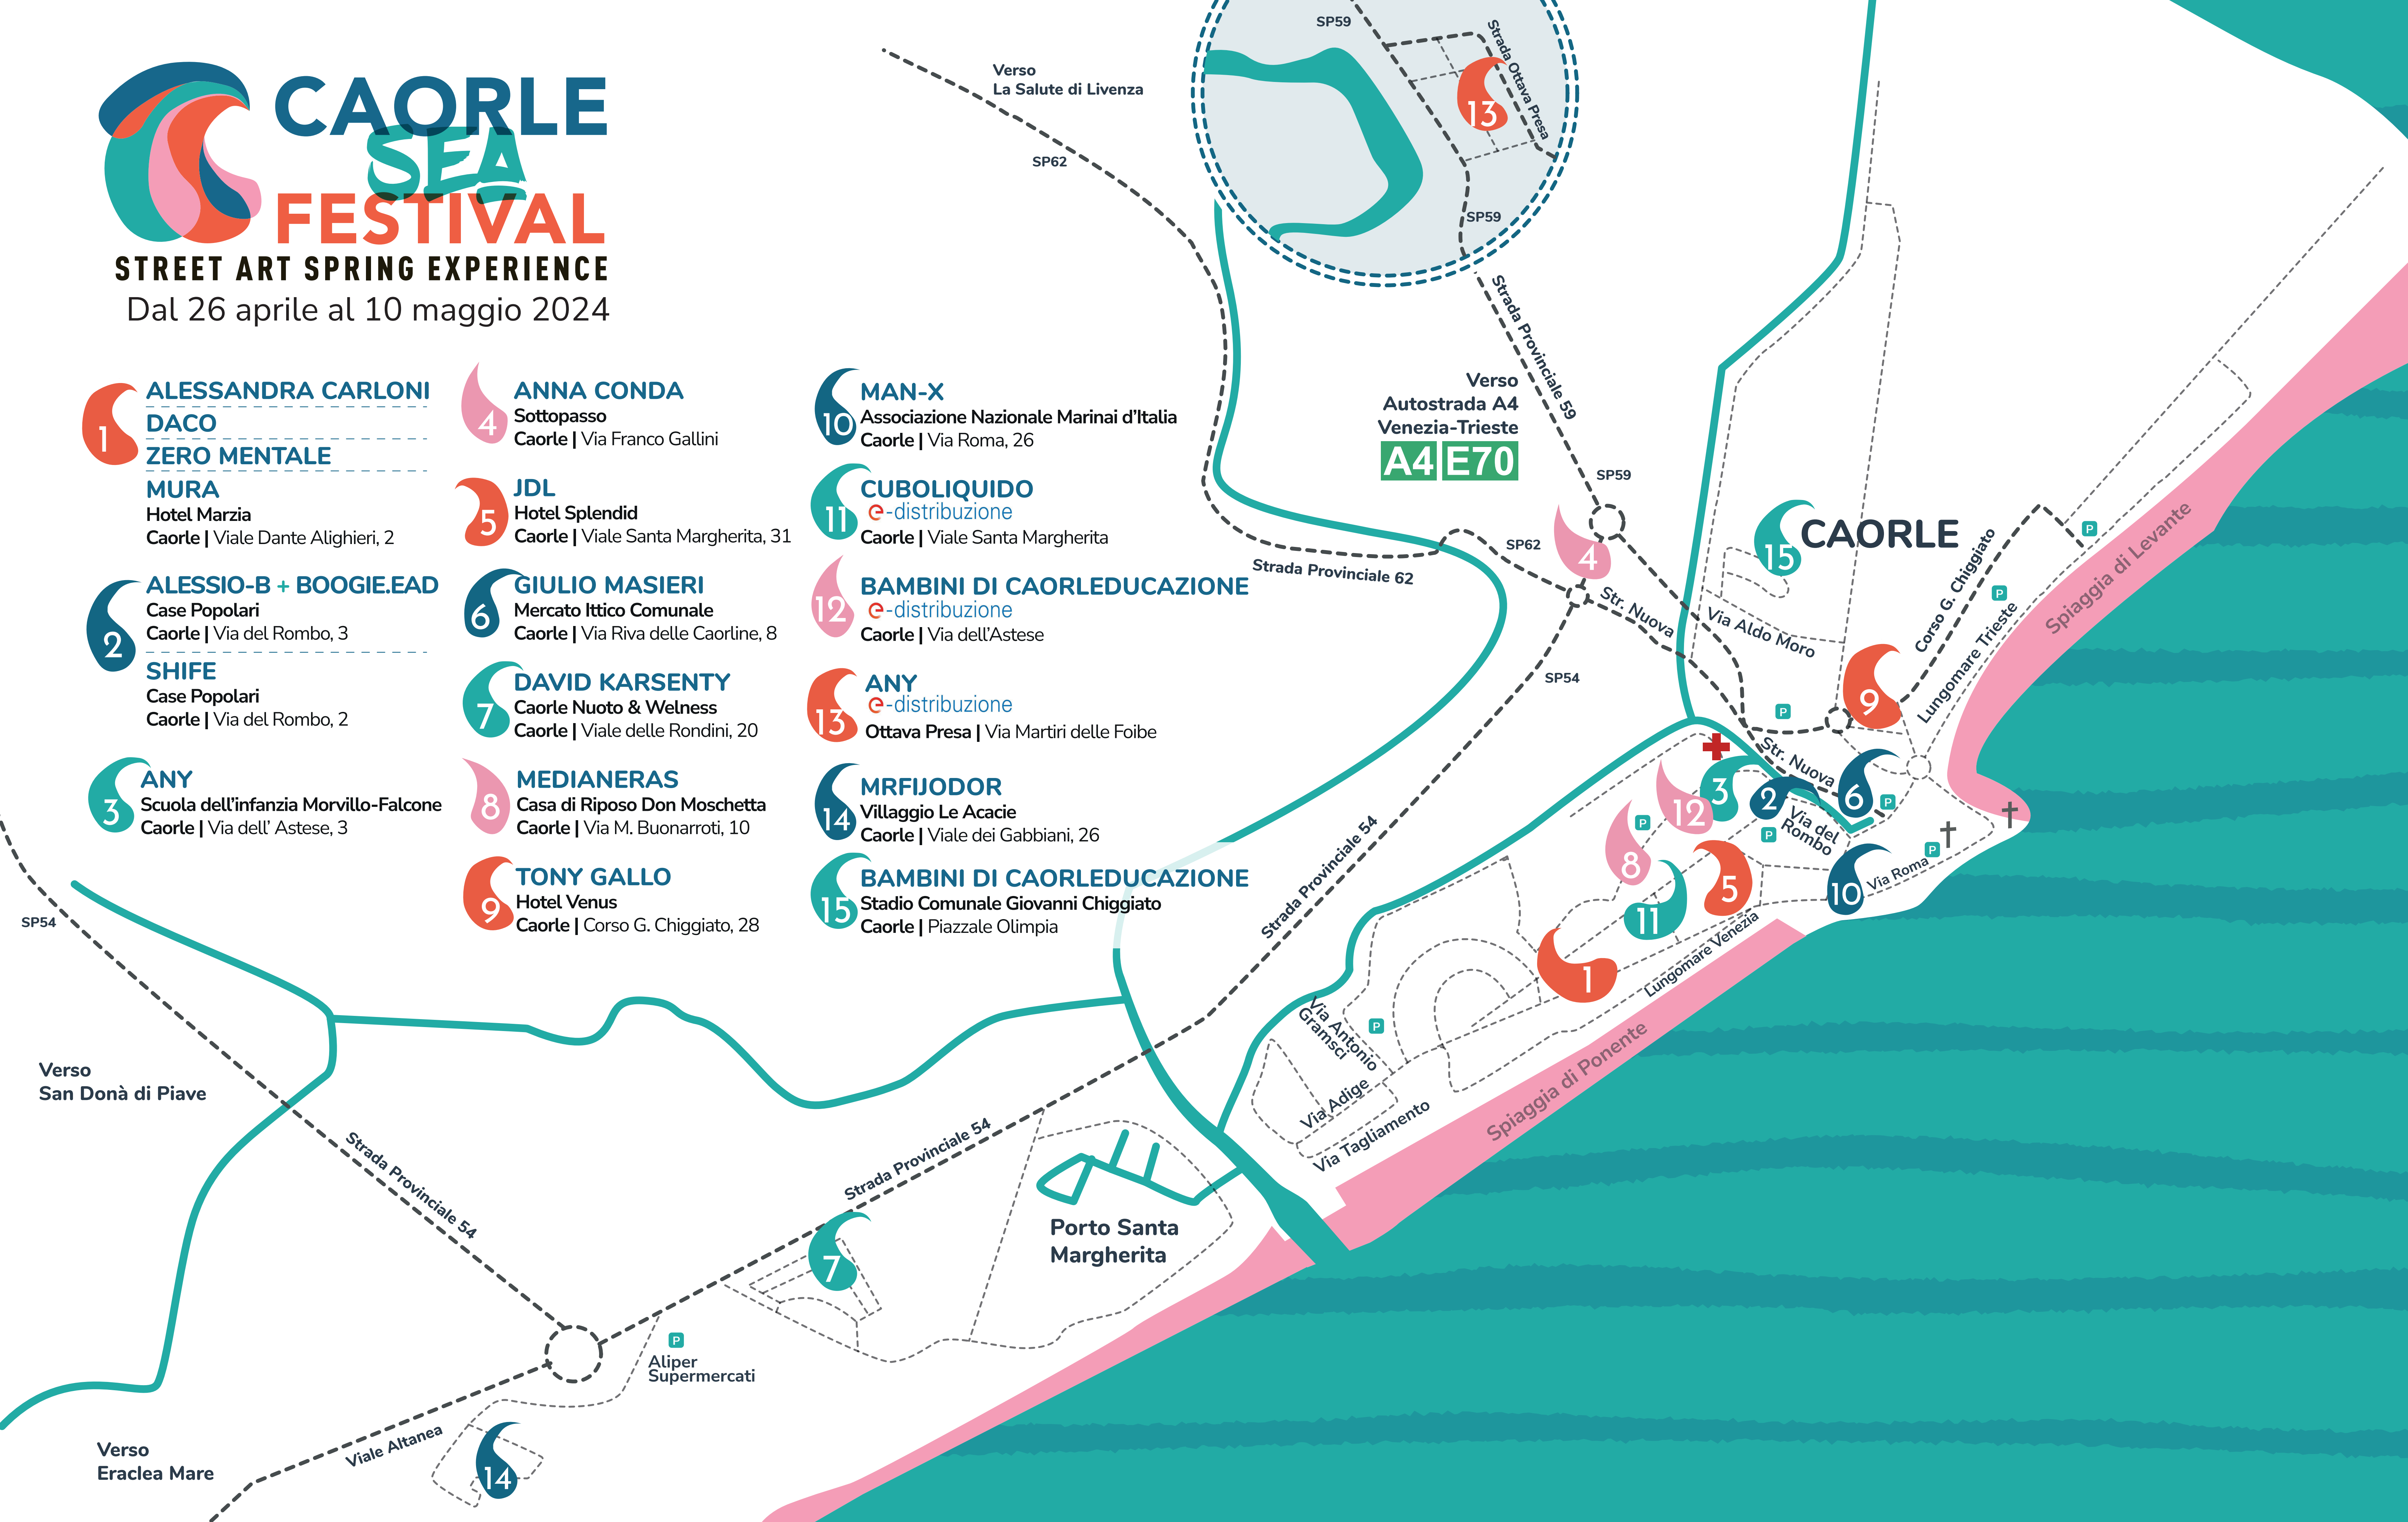 CAORLE
SEA
FESTIVAL
STREET ART SPRING EXPERIENCE
Dal 26 aprile al 10 maggio 2024
1
ALESSANDRA CARLONI
DACO
ZERO MENTALE
MURA
Hotel Marzia
Caorle | Viale Dante Alighieri, 2
2
ALESSIO-B + BOOGIE.EAD
Case Popolari
Caorle | Via del Rombo, 3
SHIFE
Case Popolari
Caorle | Via del Rombo, 2
3
ANY
Scuola dell'infanzia Morvillo-Falcone
Caorle | Via dell' Astese, 3
4
ANNA CONDA
Sottopasso
Caorle | Via Franco Gallini
5
JDL
Hotel Splendid
Caorle | Viale Santa Margherita, 31
6
GIULIO MASIERI
Mercato Ittico Comunale
Caorle | Via Riva delle Caorline, 8
7
DAVID KARSENTY
Caorle Nuoto & Welness
Caorle | Viale delle Rondini, 20
8
MEDIANERAS
Casa di Riposo Don Moschetta
Caorle | Via M. Buonarroti, 10
9
TONY GALLO
Hotel Venus
Caorle | Corso G. Chiggiato, 28
10
MAN-X
Associazione Nazionale Marinai d'Italia
Caorle | Via Roma, 26
11
CUBOLIQUIDO
e-distribuzione
Caorle | Viale Santa Margherita
12
BAMBINI DI CAORLEDUCAZIONE
e-distribuzione
Caorle | Via dell'Astese
13
ANY
e-distribuzione
Ottava Presa | Via Martiri delle Foibe
14
MRFIJODOR
Villaggio Le Acacie
Caorle | Viale dei Gabbiani, 26
15
BAMBINI DI CAORLEDUCAZIONE
Stadio Comunale Giovanni Chiggiato
Caorle | Piazzale Olimpia
Verso
La Salute di Livenza
SP62
SP59
Strada Ottava Presa
13
SP59
Strada Provinciale 59
Verso
Autostrada A4
Venezia-Trieste
A4 E70
SP59
4
SP62
Strada Provinciale 62
15
CAORLE
Str. Nuova
Via Aldo Moro
Corso G. Chiggiato
P
P
Lungomare Trieste
Spiaggia di Levante
SP54
9
P
Str. Nuova
6
P
3
2
12
P
8
P
Via del
Rombo
5
10
Via Roma
P
11
1
Lungomare Venezia
Spiaggia di Ponente
Strada Provinciale 54
Via Antonio
Gramsci
P
Via Adige
Via Tagliamento
SP54
Verso
San Donà di Piave
Strada Provinciale 54
Strada Provinciale 54
7
Porto Santa
Margherita
P
Aliper
Supermercati
Viale Altanea
14
Verso
Eraclea Mare